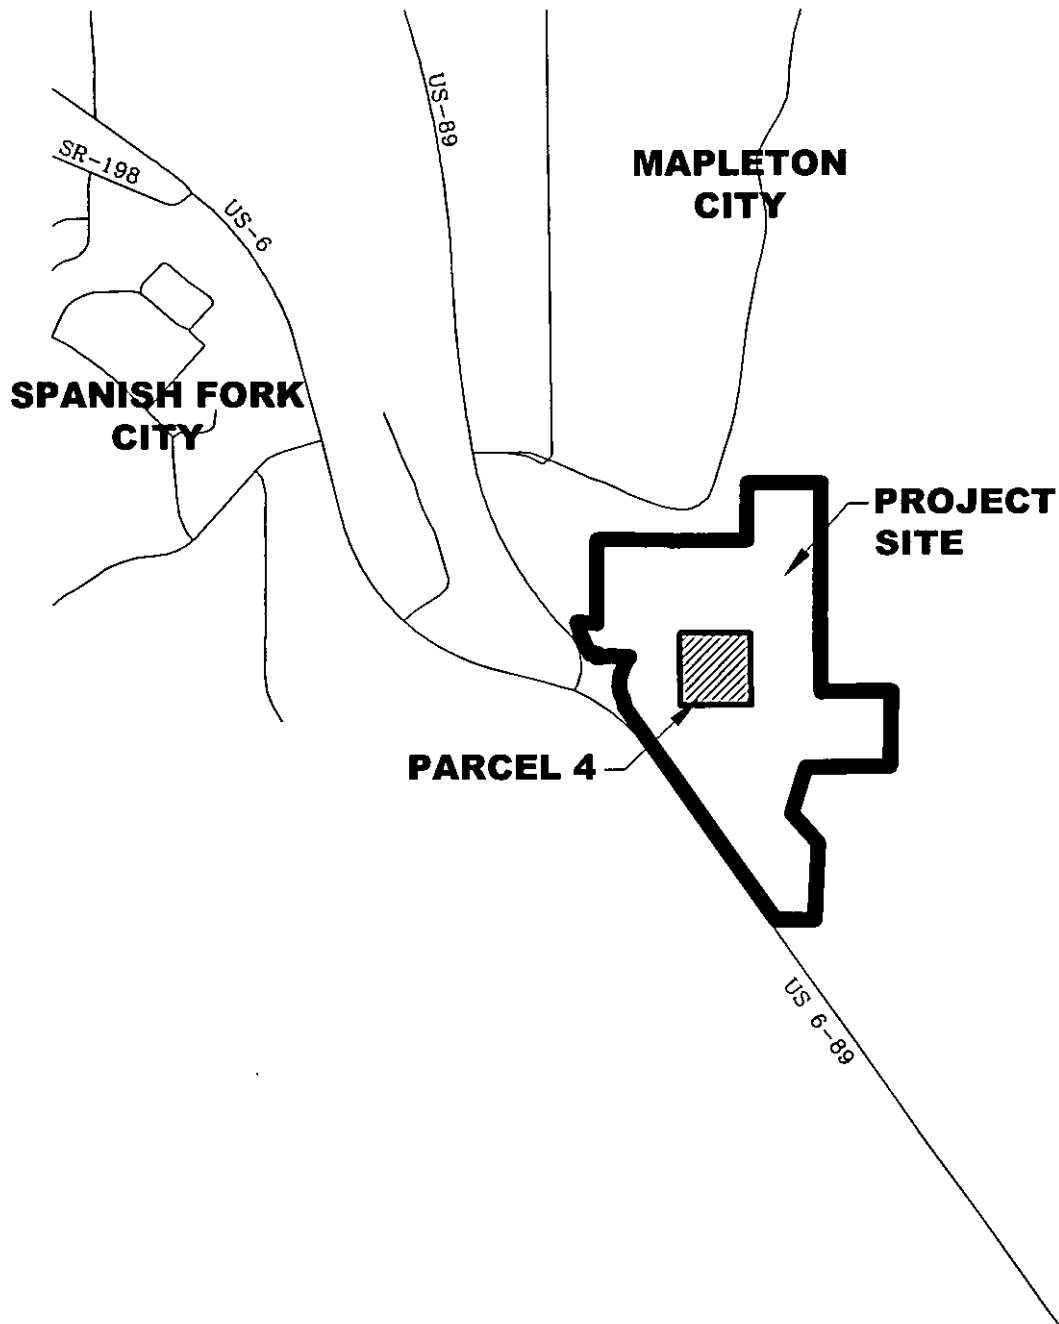 US-89
SR-198
MAPLETON
CITY
US-6
SPANISH FORK
CITY
PROJECT
SITE
PARCEL 4
US 6-89